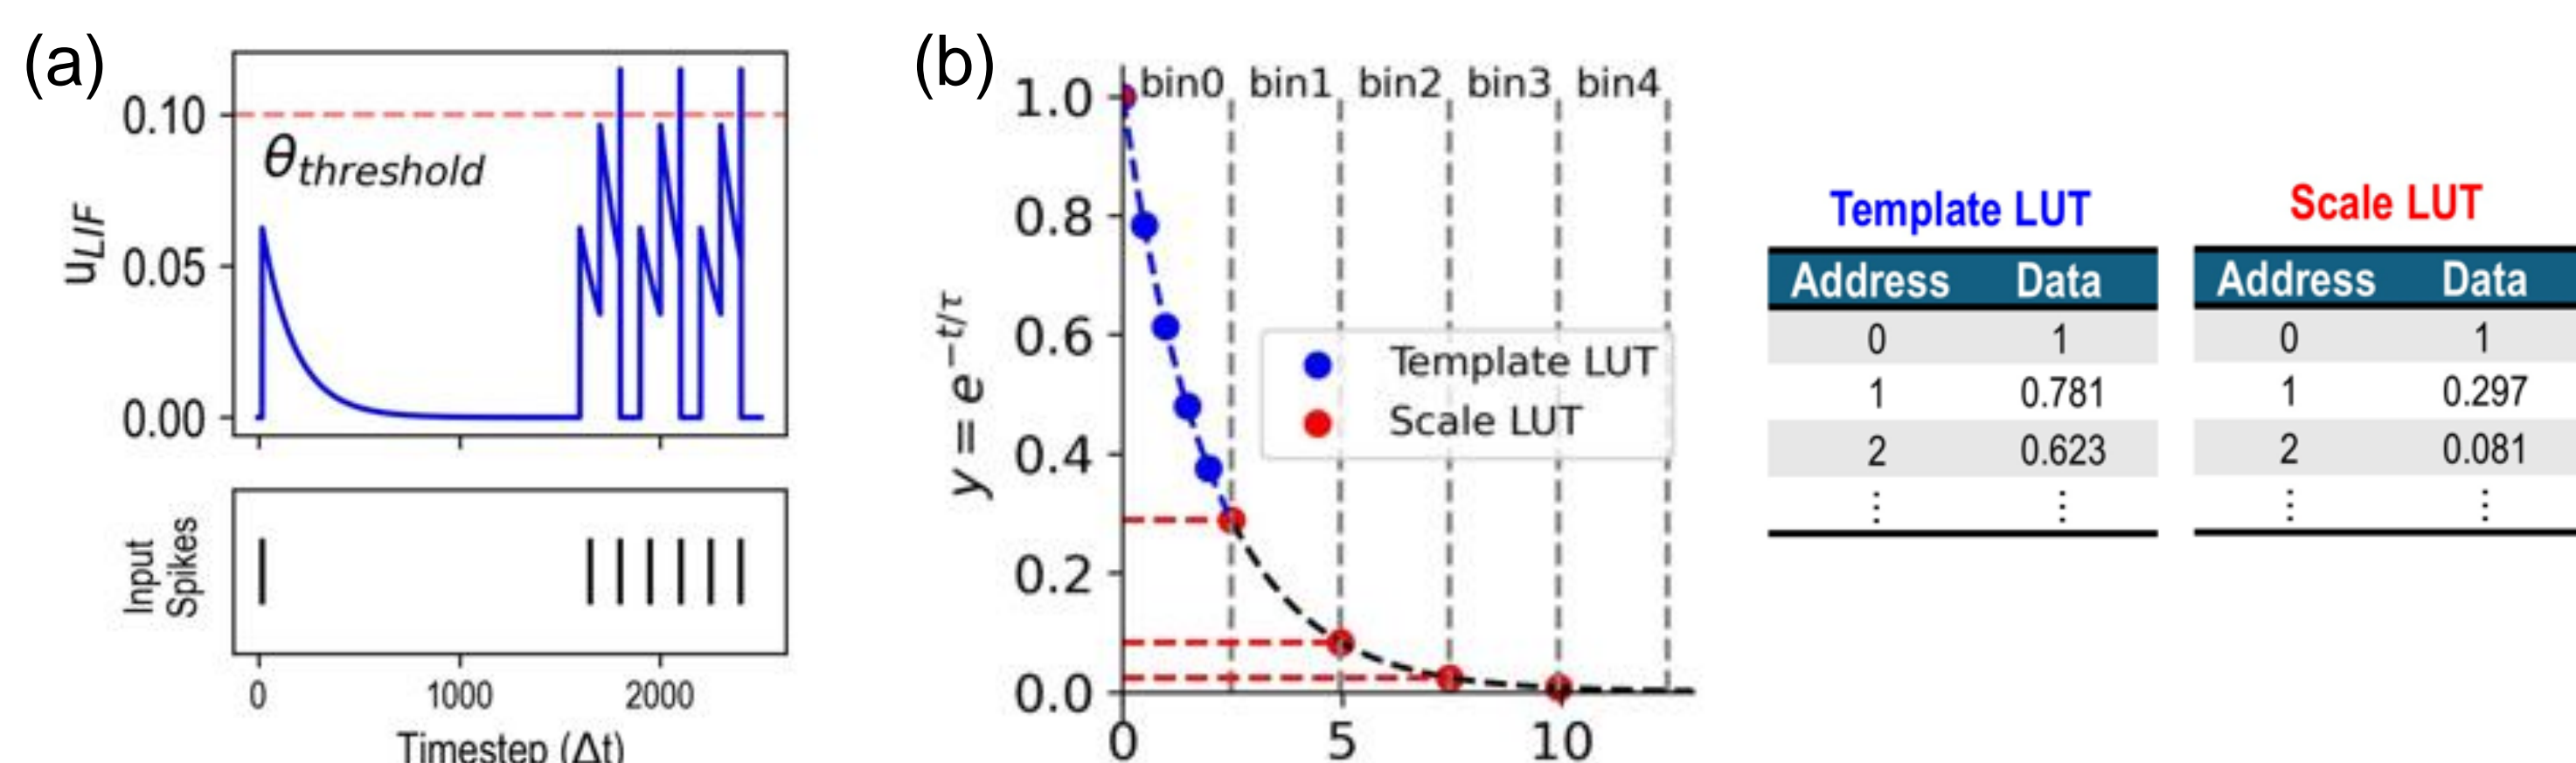 (a)
0.10
0.05
0.00
u_LIF
θ_threshold
Input
Spikes
0 1000 2000
Timestep (Δt)
(b)
bin0 bin1 bin2 bin3 bin4
1.0
0.8
0.6
0.4
0.2
0.0
y = e^{-t/τ}
Template LUT
Scale LUT
0 5 10
Template LUT
Address Data
0 1
1 0.781
2 0.623
⋮ ⋮
Scale LUT
Address Data
0 1
1 0.297
2 0.081
⋮ ⋮